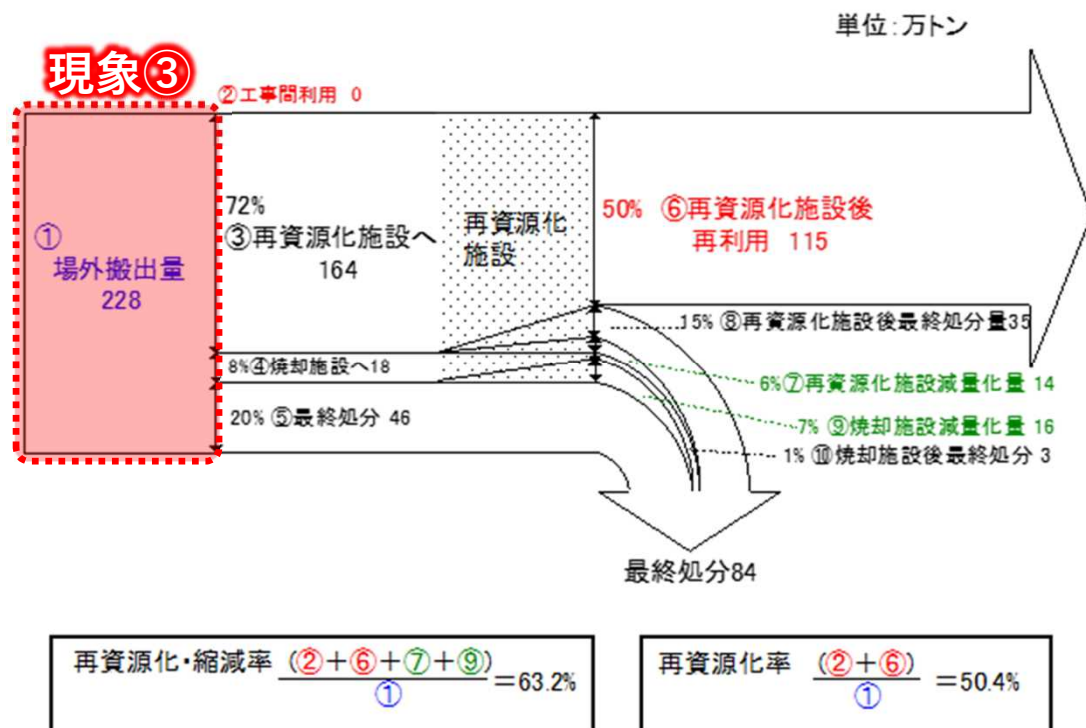 単位:万トン
現象③
②工事間利用 0
①
場外搬出量
228
72%
③再資源化施設へ
164
再資源化
施設
50% ⑥再資源化施設後
再利用 115
15% ⑧再資源化施設後最終処分量35
8%④焼却施設へ18
6%⑦再資源化施設減量化量 14
20% ⑤最終処分 46
7% ⑨焼却施設減量化量 16
1% ⑩焼却施設後最終処分 3
最終処分84
再資源化・縮減率 (②+⑥+⑦+⑨)
① =63.2%
再資源化率 (②+⑥)
① =50.4%